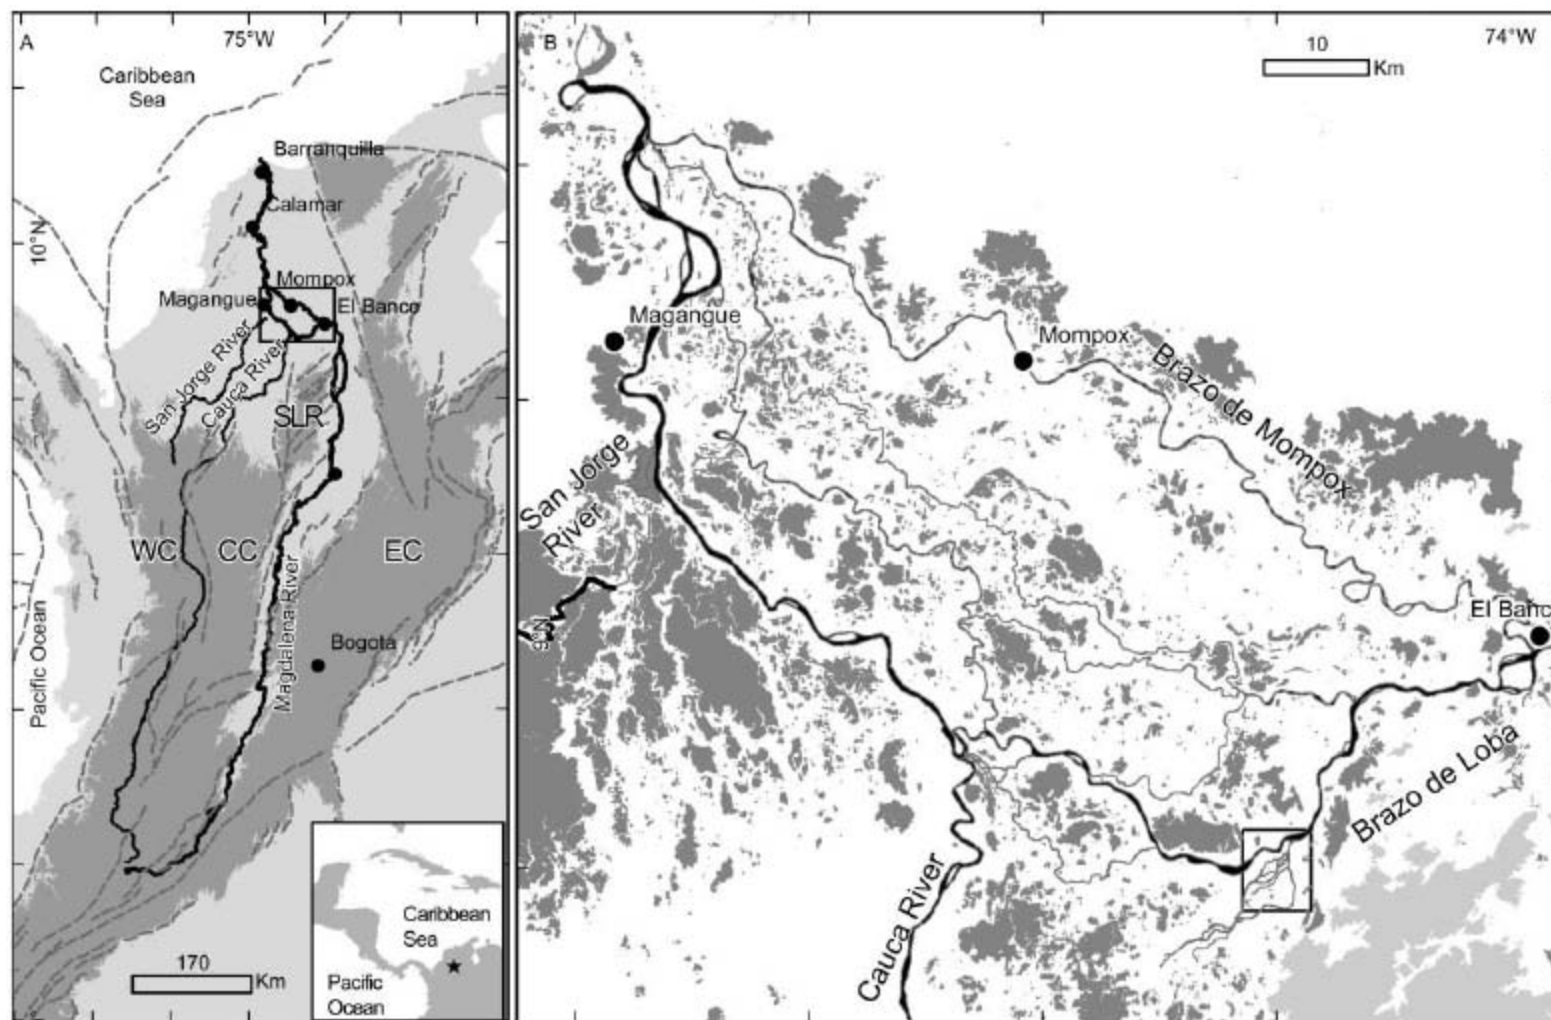 A
75°W
Caribbean
Sea
Barranquilla
Calamar
10°N
Mompox
Magangue
El Banco
San Jorge River
Cauca River
SLR
WC
CC
EC
Magdalena River
Bogotá
Pacific Ocean
170
Km
Caribbean
Sea
Pacific
Ocean
B
10
Km
74°W
Magangue
Mompox
Brazo de Mompox
San Jorge
River
9°N
El Banc
Brazo de Loba
Cauca River